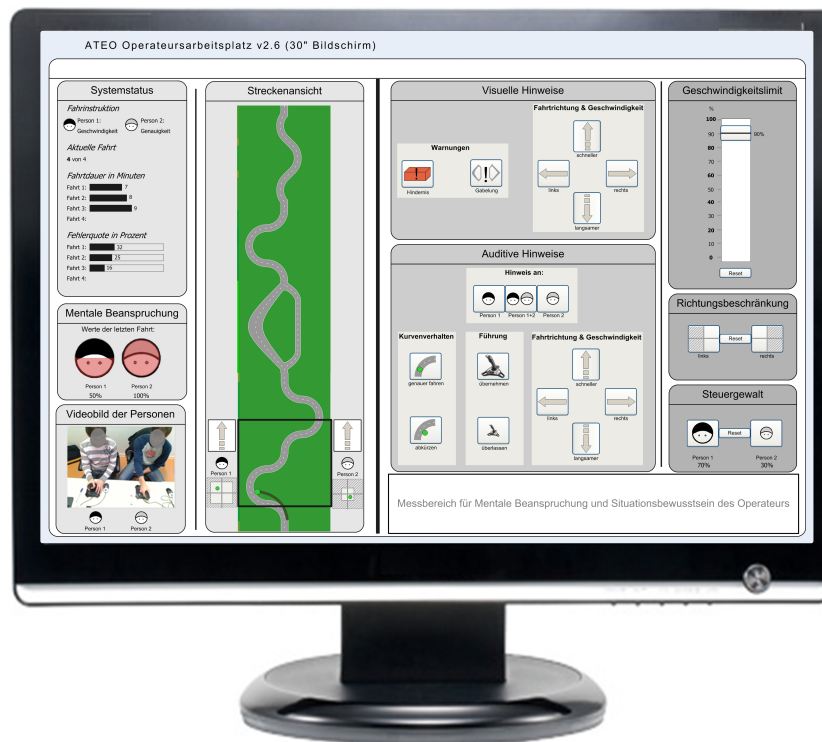 ATEO Operateursarbeitsplatz v2.6 (30" Bildschirm)
Systemstatus
Fahrinstruktion
Person 1:
Geschwindigkeit
Person 2:
Genauigkeit
Aktuelle Fahrt
4 von 4
Fahrtdauer in Minuten
Fahrt 1: 7
Fahrt 2: 8
Fahrt 3: 9
Fahrt 4:
Fehlerquote in Prozent
Fahrt 1: 32
Fahrt 2: 25
Fahrt 3: 16
Fahrt 4:
Mentale Beanspruchung
Werte der letzten Fahrt:
Person 1 Person 2
50% 100%
Videobild der Personen
Person 1 Person 2
Streckenansicht
Person 1 Person 2
Visuelle Hinweise
Warnungen
Hindernis Gabelung
Fahrtrichtung & Geschwindigkeit
schneller
links rechts
langsamer
Auditive Hinweise
Hinweis an:
Person 1 Person 1+2 Person 2
Kurvenverhalten
genauer fahren
abkürzen
Führung
übernehmen
überlassen
Fahrtrichtung & Geschwindigkeit
schneller
links rechts
langsamer
Geschwindigkeitslimit
%
100
90 90%
80
70
60
50
40
30
20
10
0
Reset
Richtungsbeschränkung
Reset
links rechts
Steuergewalt
Reset
Person 1 Person 2
70% 30%
Messbereich für Mentale Beanspruchung und Situationsbewusstsein des Operateurs